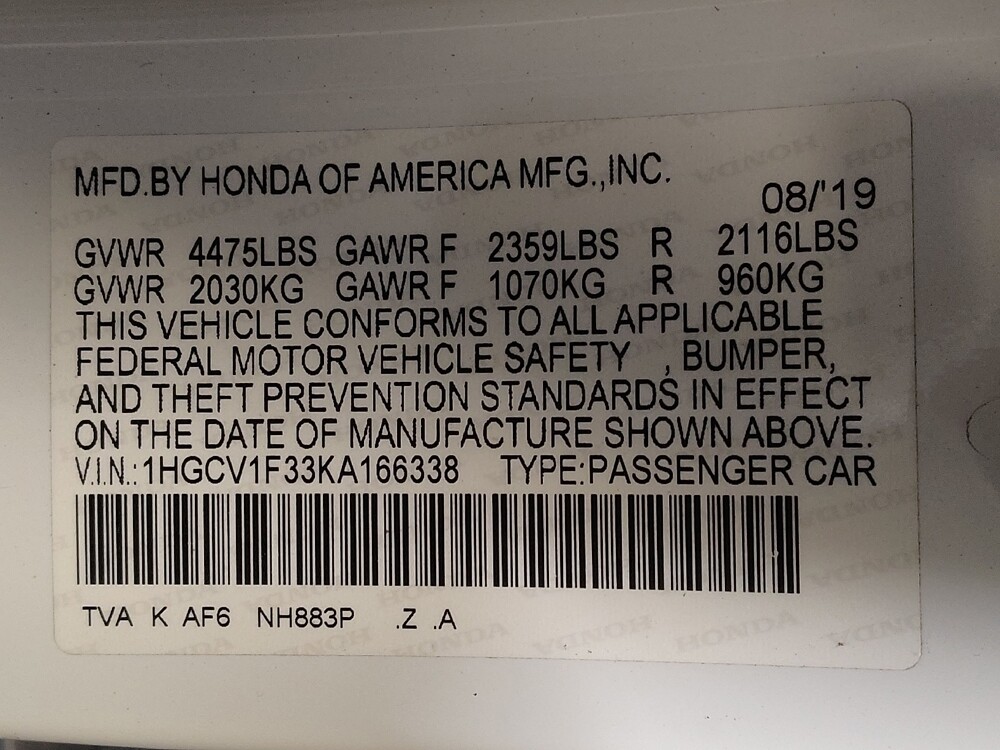 MFD.BY HONDA OF AMERICA MFG.,INC.
08/'19
GVWR 4475LBS GAWR F 2359LBS R 2116LBS
GVWR 2030KG GAWR F 1070KG R 960KG
THIS VEHICLE CONFORMS TO ALL APPLICABLE
FEDERAL MOTOR VEHICLE SAFETY , BUMPER,
AND THEFT PREVENTION STANDARDS IN EFFECT
ON THE DATE OF MANUFACTURE SHOWN ABOVE.
V.I.N.:1HGCV1F33KA166338 TYPE:PASSENGER CAR
TVA K AF6 NH883P .Z .A